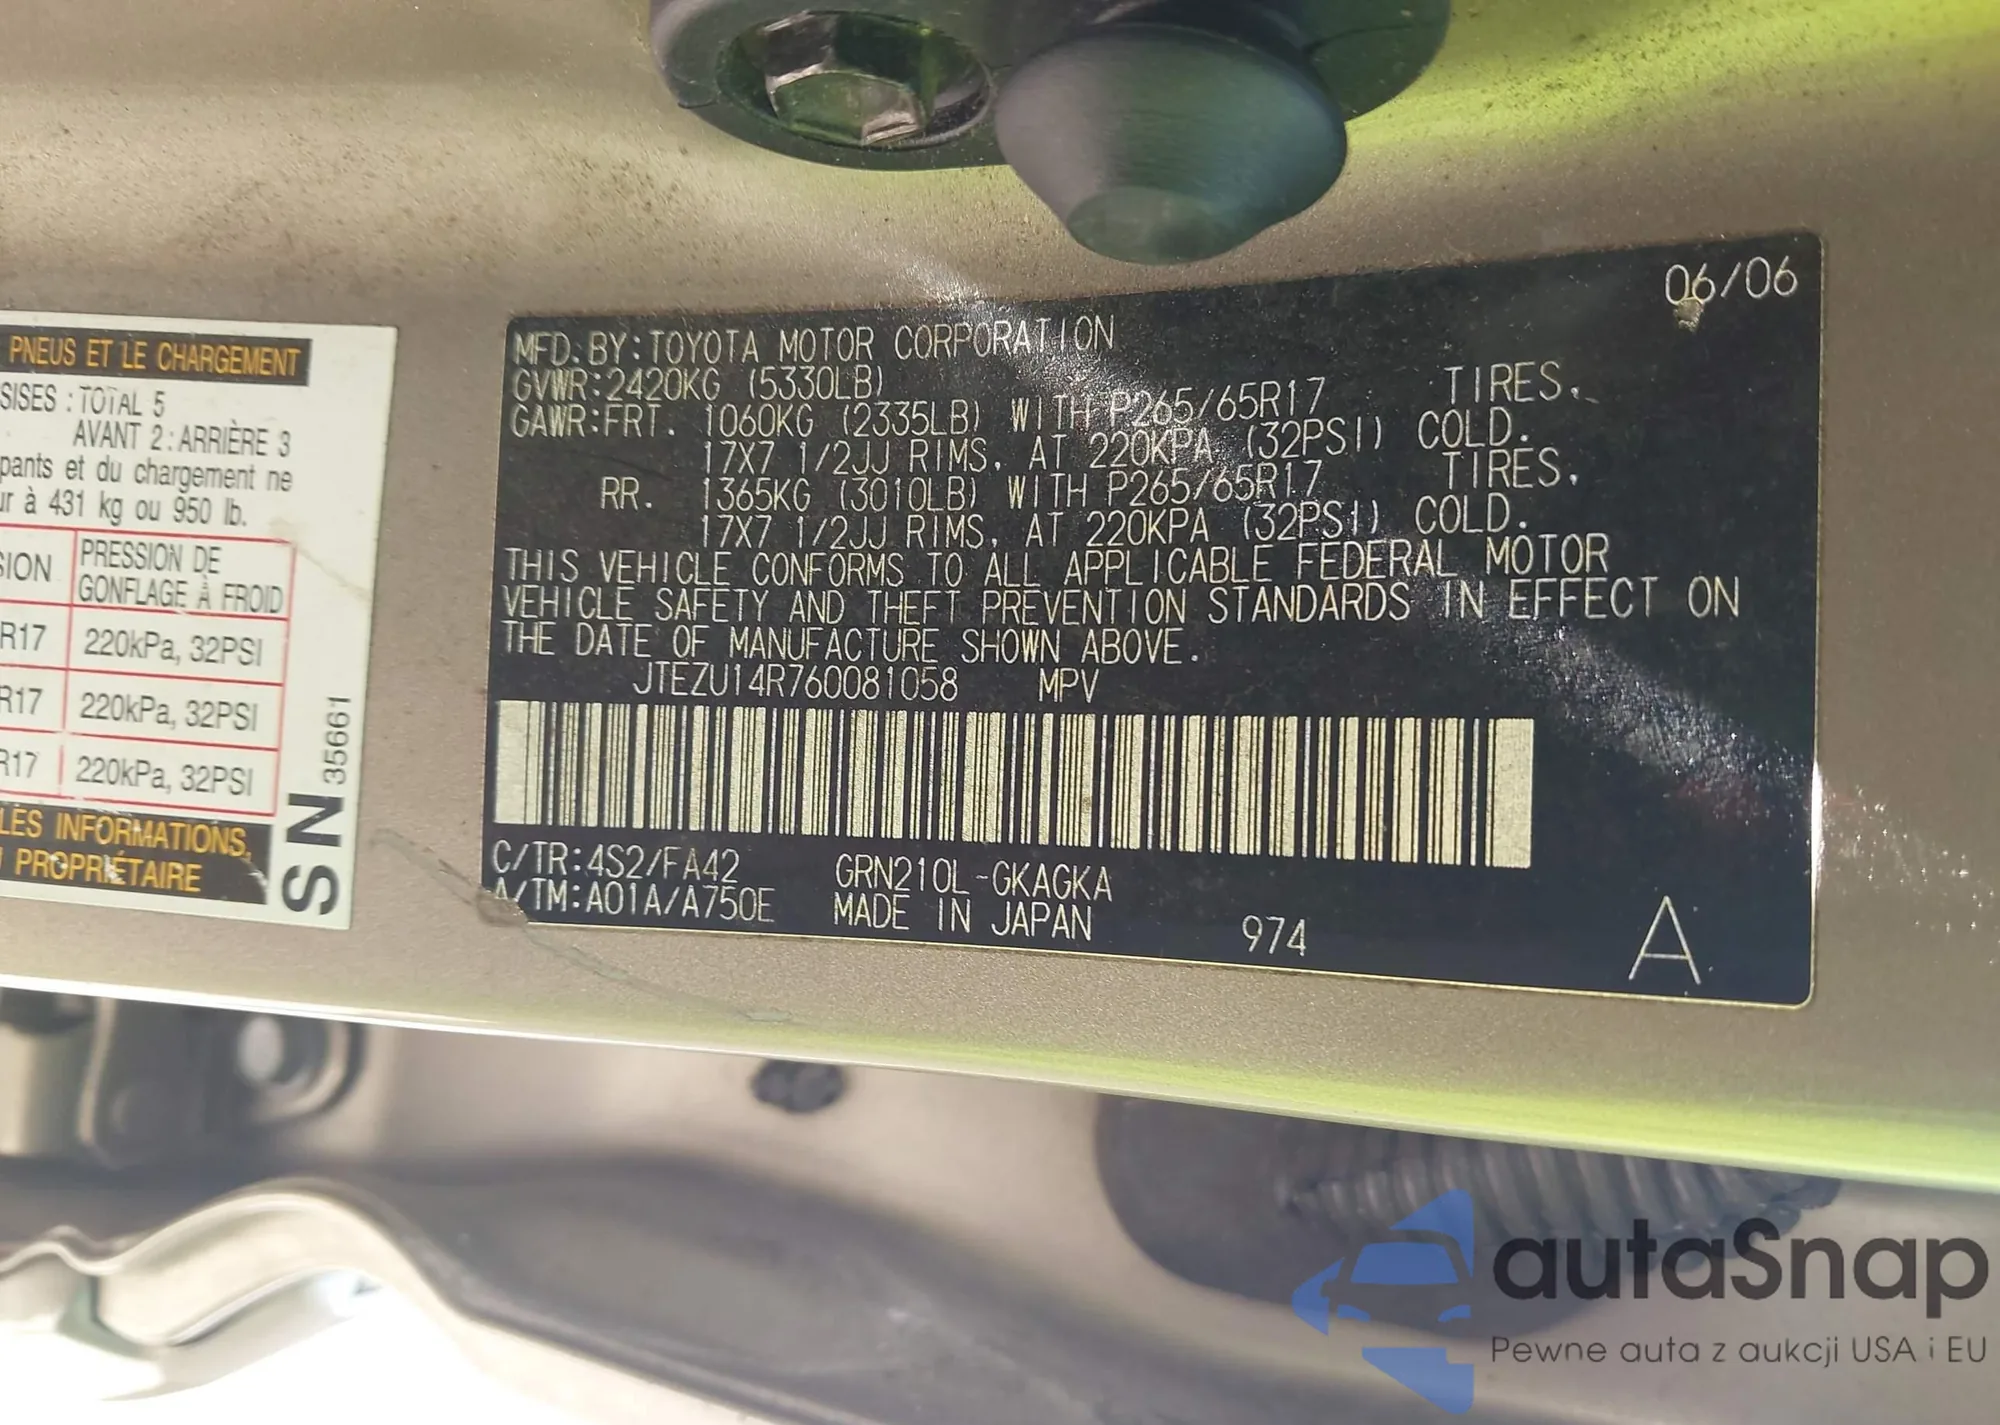 PNEUS ET LE CHARGEMENT
SISES : TOTAL 5
AVANT 2 : ARRIÈRE 3
pants et du chargement ne
ur à 431 kg ou 950 lb.
SION
PRESSION DE
GONFLAGE À FROID
R17 220kPa, 32PSI
R17 220kPa, 32PSI
R17 220kPa, 32PSI
LES INFORMATIONS,
PROPRIÉTAIRE
SN 35661
06/06
MFD. BY: TOYOTA MOTOR CORPORATION
GVWR: 2420KG (5330LB)
GAWR: FRT. 1060KG (2335LB) WITH P265/65R17 TIRES,
17X7 1/2JJ RIMS, AT 220KPA (32PSI) COLD.
RR. 1365KG (3010LB) WITH P265/65R17 TIRES,
17X7 1/2JJ RIMS, AT 220KPA (32PSI) COLD.
THIS VEHICLE CONFORMS TO ALL APPLICABLE FEDERAL MOTOR
VEHICLE SAFETY AND THEFT PREVENTION STANDARDS IN EFFECT ON
THE DATE OF MANUFACTURE SHOWN ABOVE.
JTEZU14R760081058 MPV
C/TR: 4S2/FA42 GRN210L-GKAGKA
A/TM: A01A/A750E MADE IN JAPAN 974 A
autaSnap
Pewne auta z aukcji USA i EU